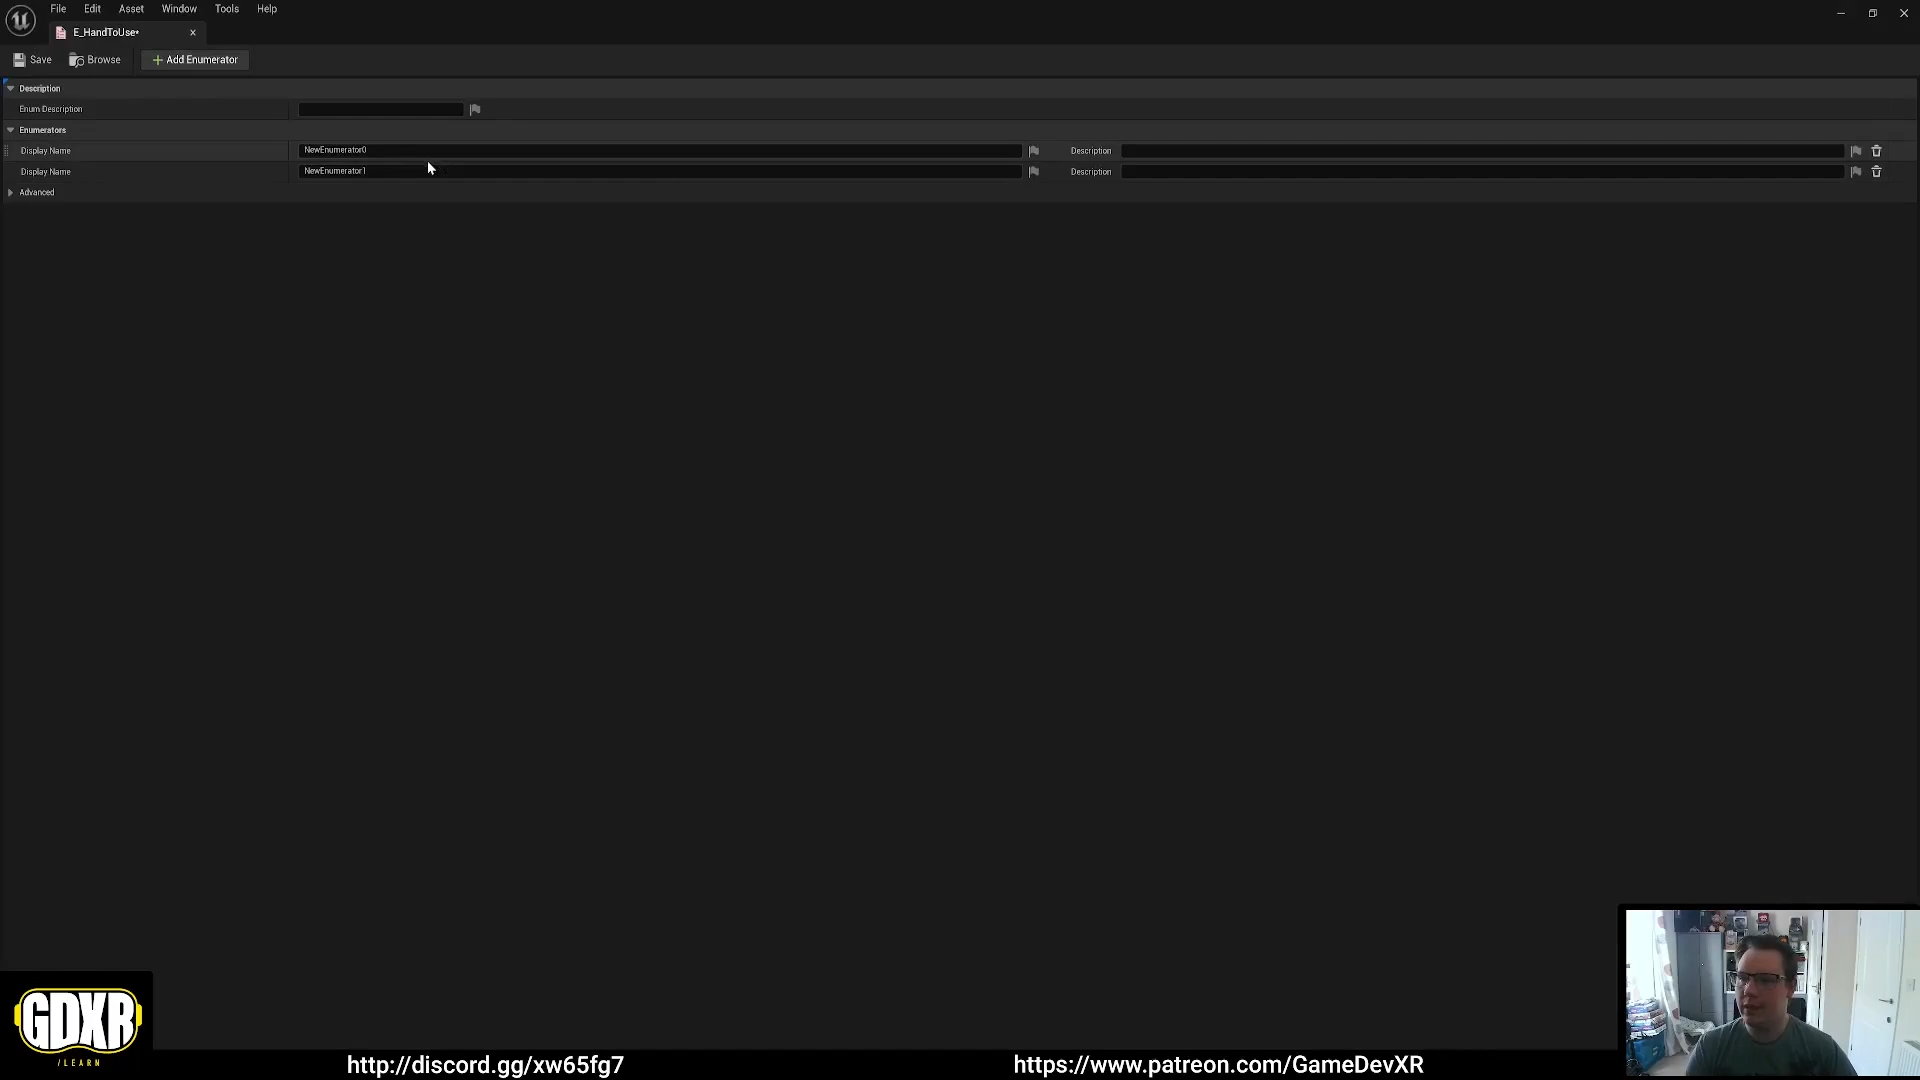 File Edit Asset Window Tools Help
E_HandToUse*
Save Browse Add Enumerator
Description
Enum Description
Enumerators
Display Name NewEnumerator0 Description
Display Name NewEnumerator1 Description
Advanced
GDXR
/LEARN
http://discord.gg/xw65fg7 https://www.patreon.com/GameDevXR